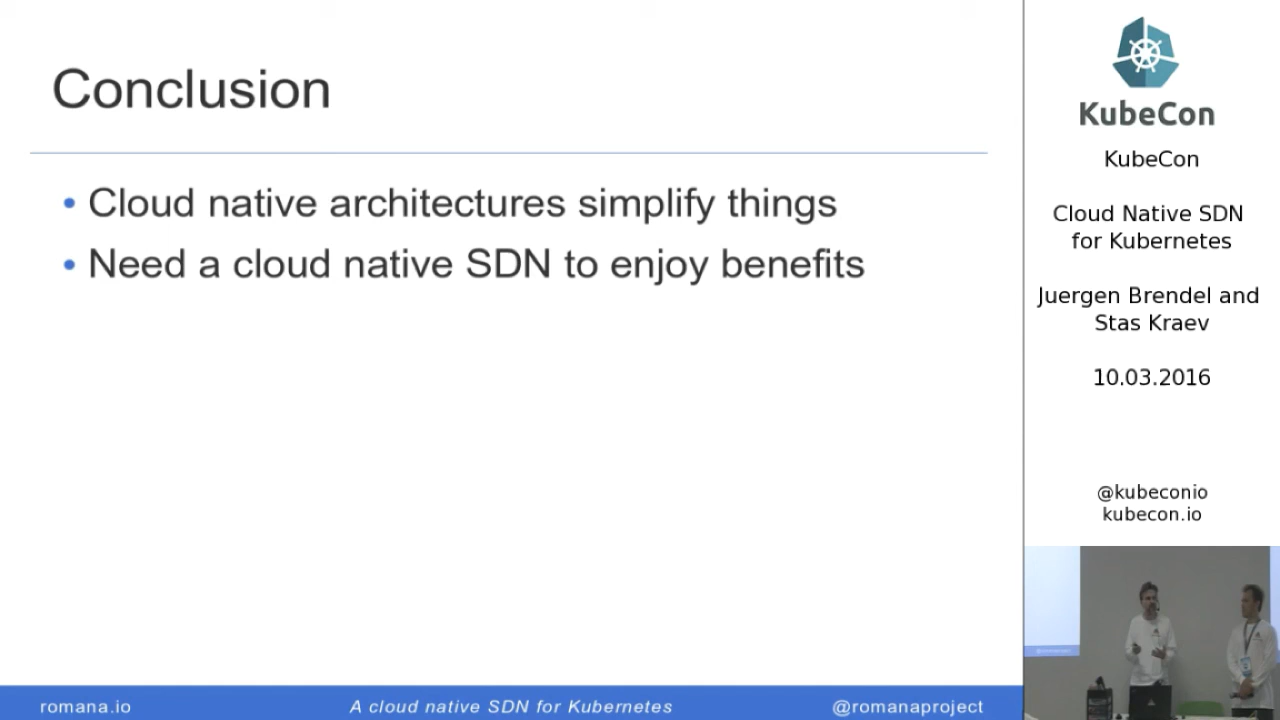 Conclusion
• Cloud native architectures simplify things
• Need a cloud native SDN to enjoy benefits
romana.io
A cloud native SDN for Kubernetes
@romanaproject
KubeCon
KubeCon
Cloud Native SDN
for Kubernetes
Juergen Brendel and
Stas Kraev
10.03.2016
@kubeconio
kubecon.io